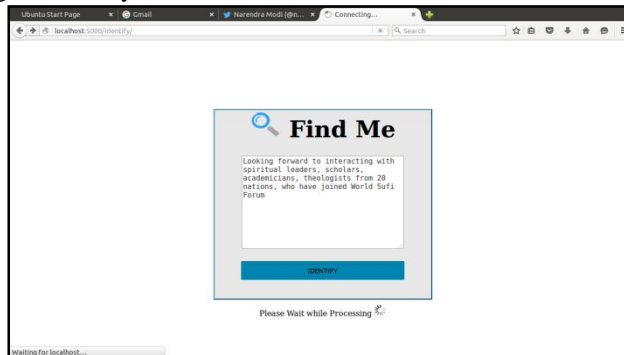 Ubuntu Start Page
Gmail
Narendra Modi (@n...
Connecting...
localhost:5000/identify/
Search
Find Me
Looking forward to interacting with
spiritual leaders, scholars,
academicians, theologists from 20
nations, who have joined World Sufi
Forum
IDENTIFY
Please Wait while Processing
Waiting for localhost...